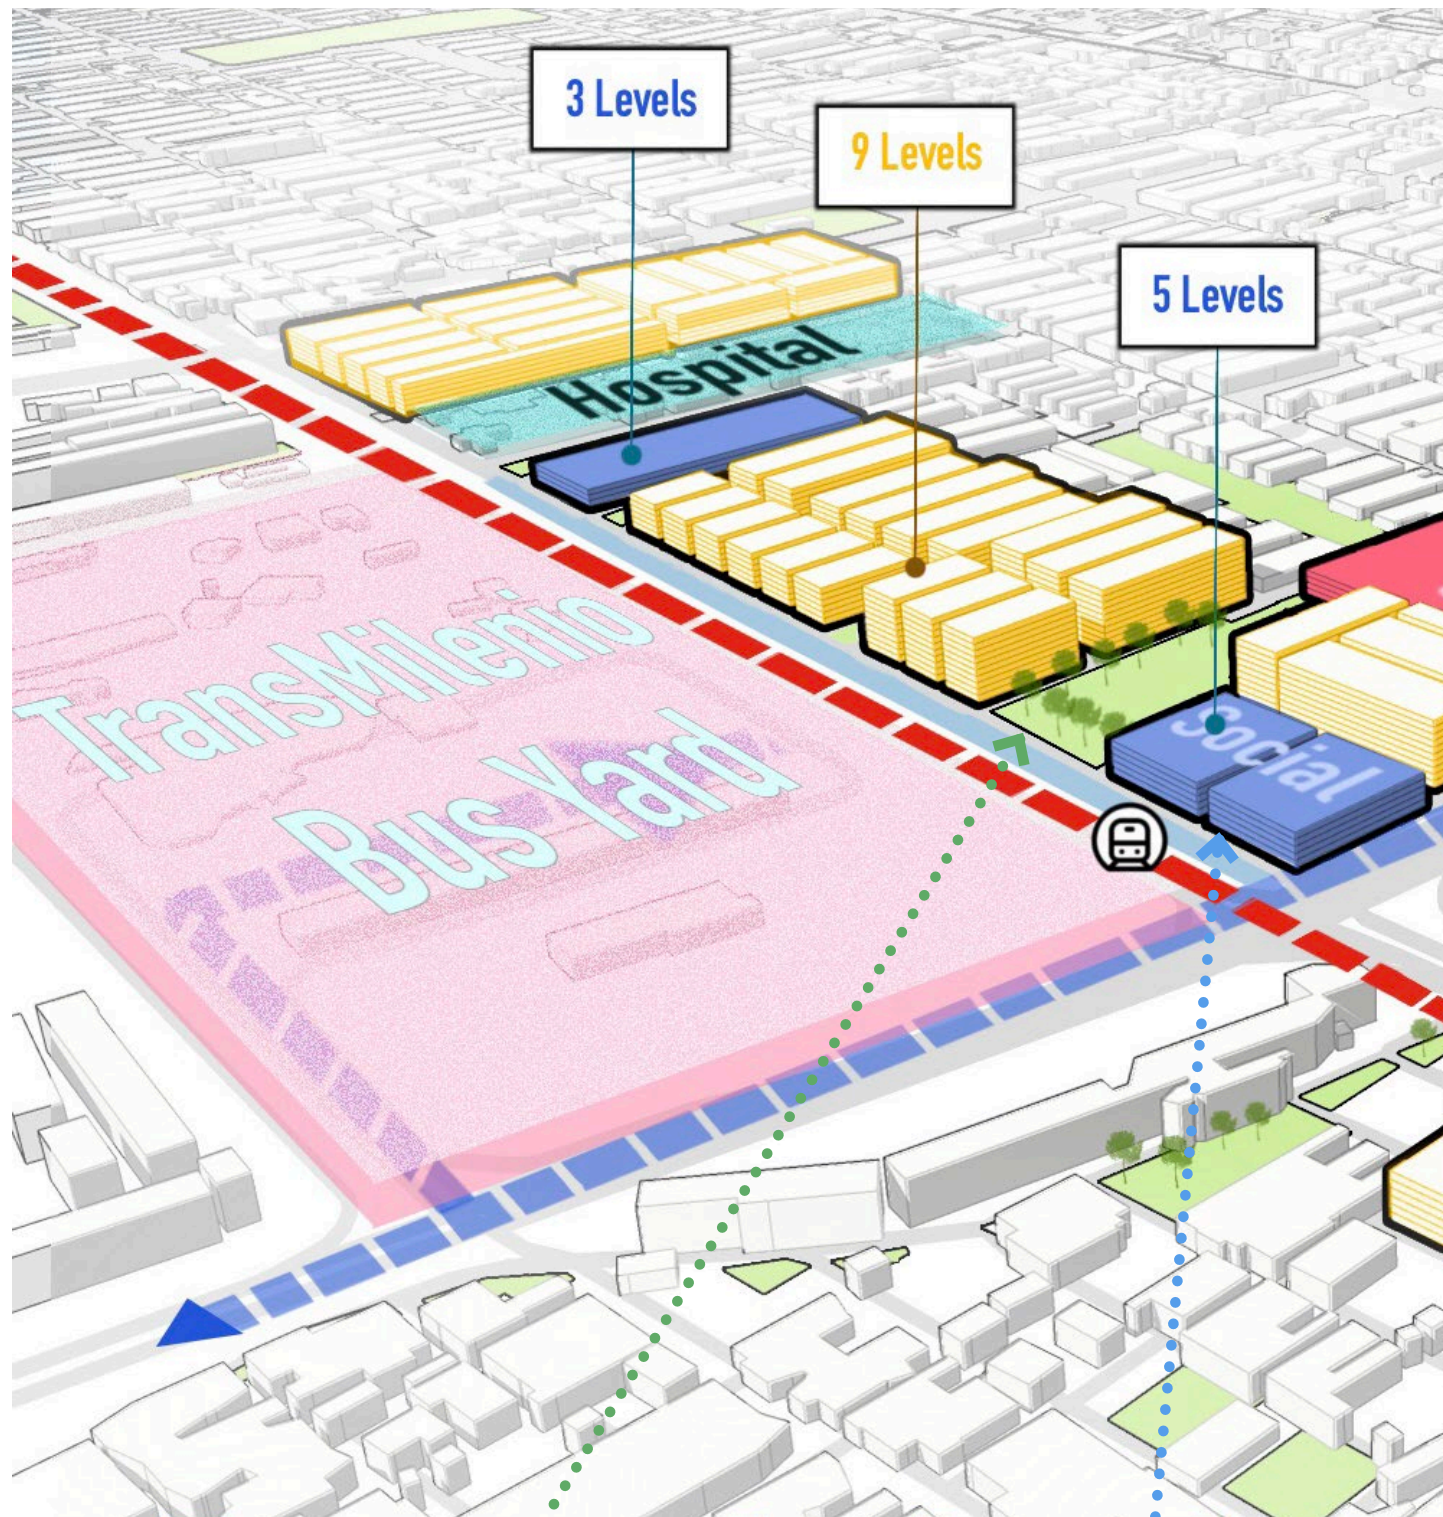 3 Levels
9 Levels
5 Levels
Hospital
TransMilenio
Bus Yard
Social